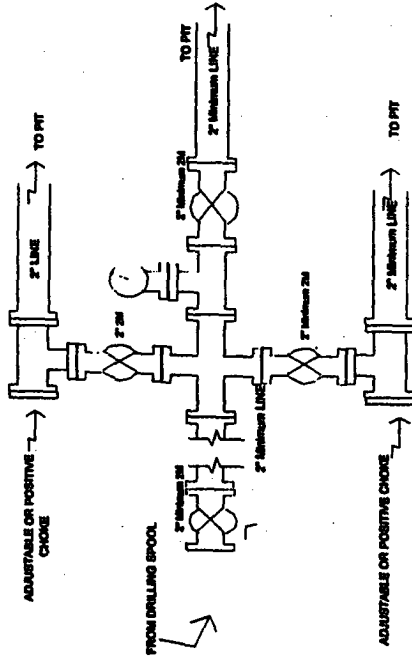 ADJUSTABLE OR POSITIVE
CHOKE
2" LINE
TO PIT
2" 2M
FROM DRILLING SPOOL
2" Minimum 2M
2" Minimum LINE
2" Minimum 2M
2" Minimum LINE
TO PIT
2" Minimum 2M
ADJUSTABLE OR POSITIVE CHOKE
2" Minimum LINE
TO PIT